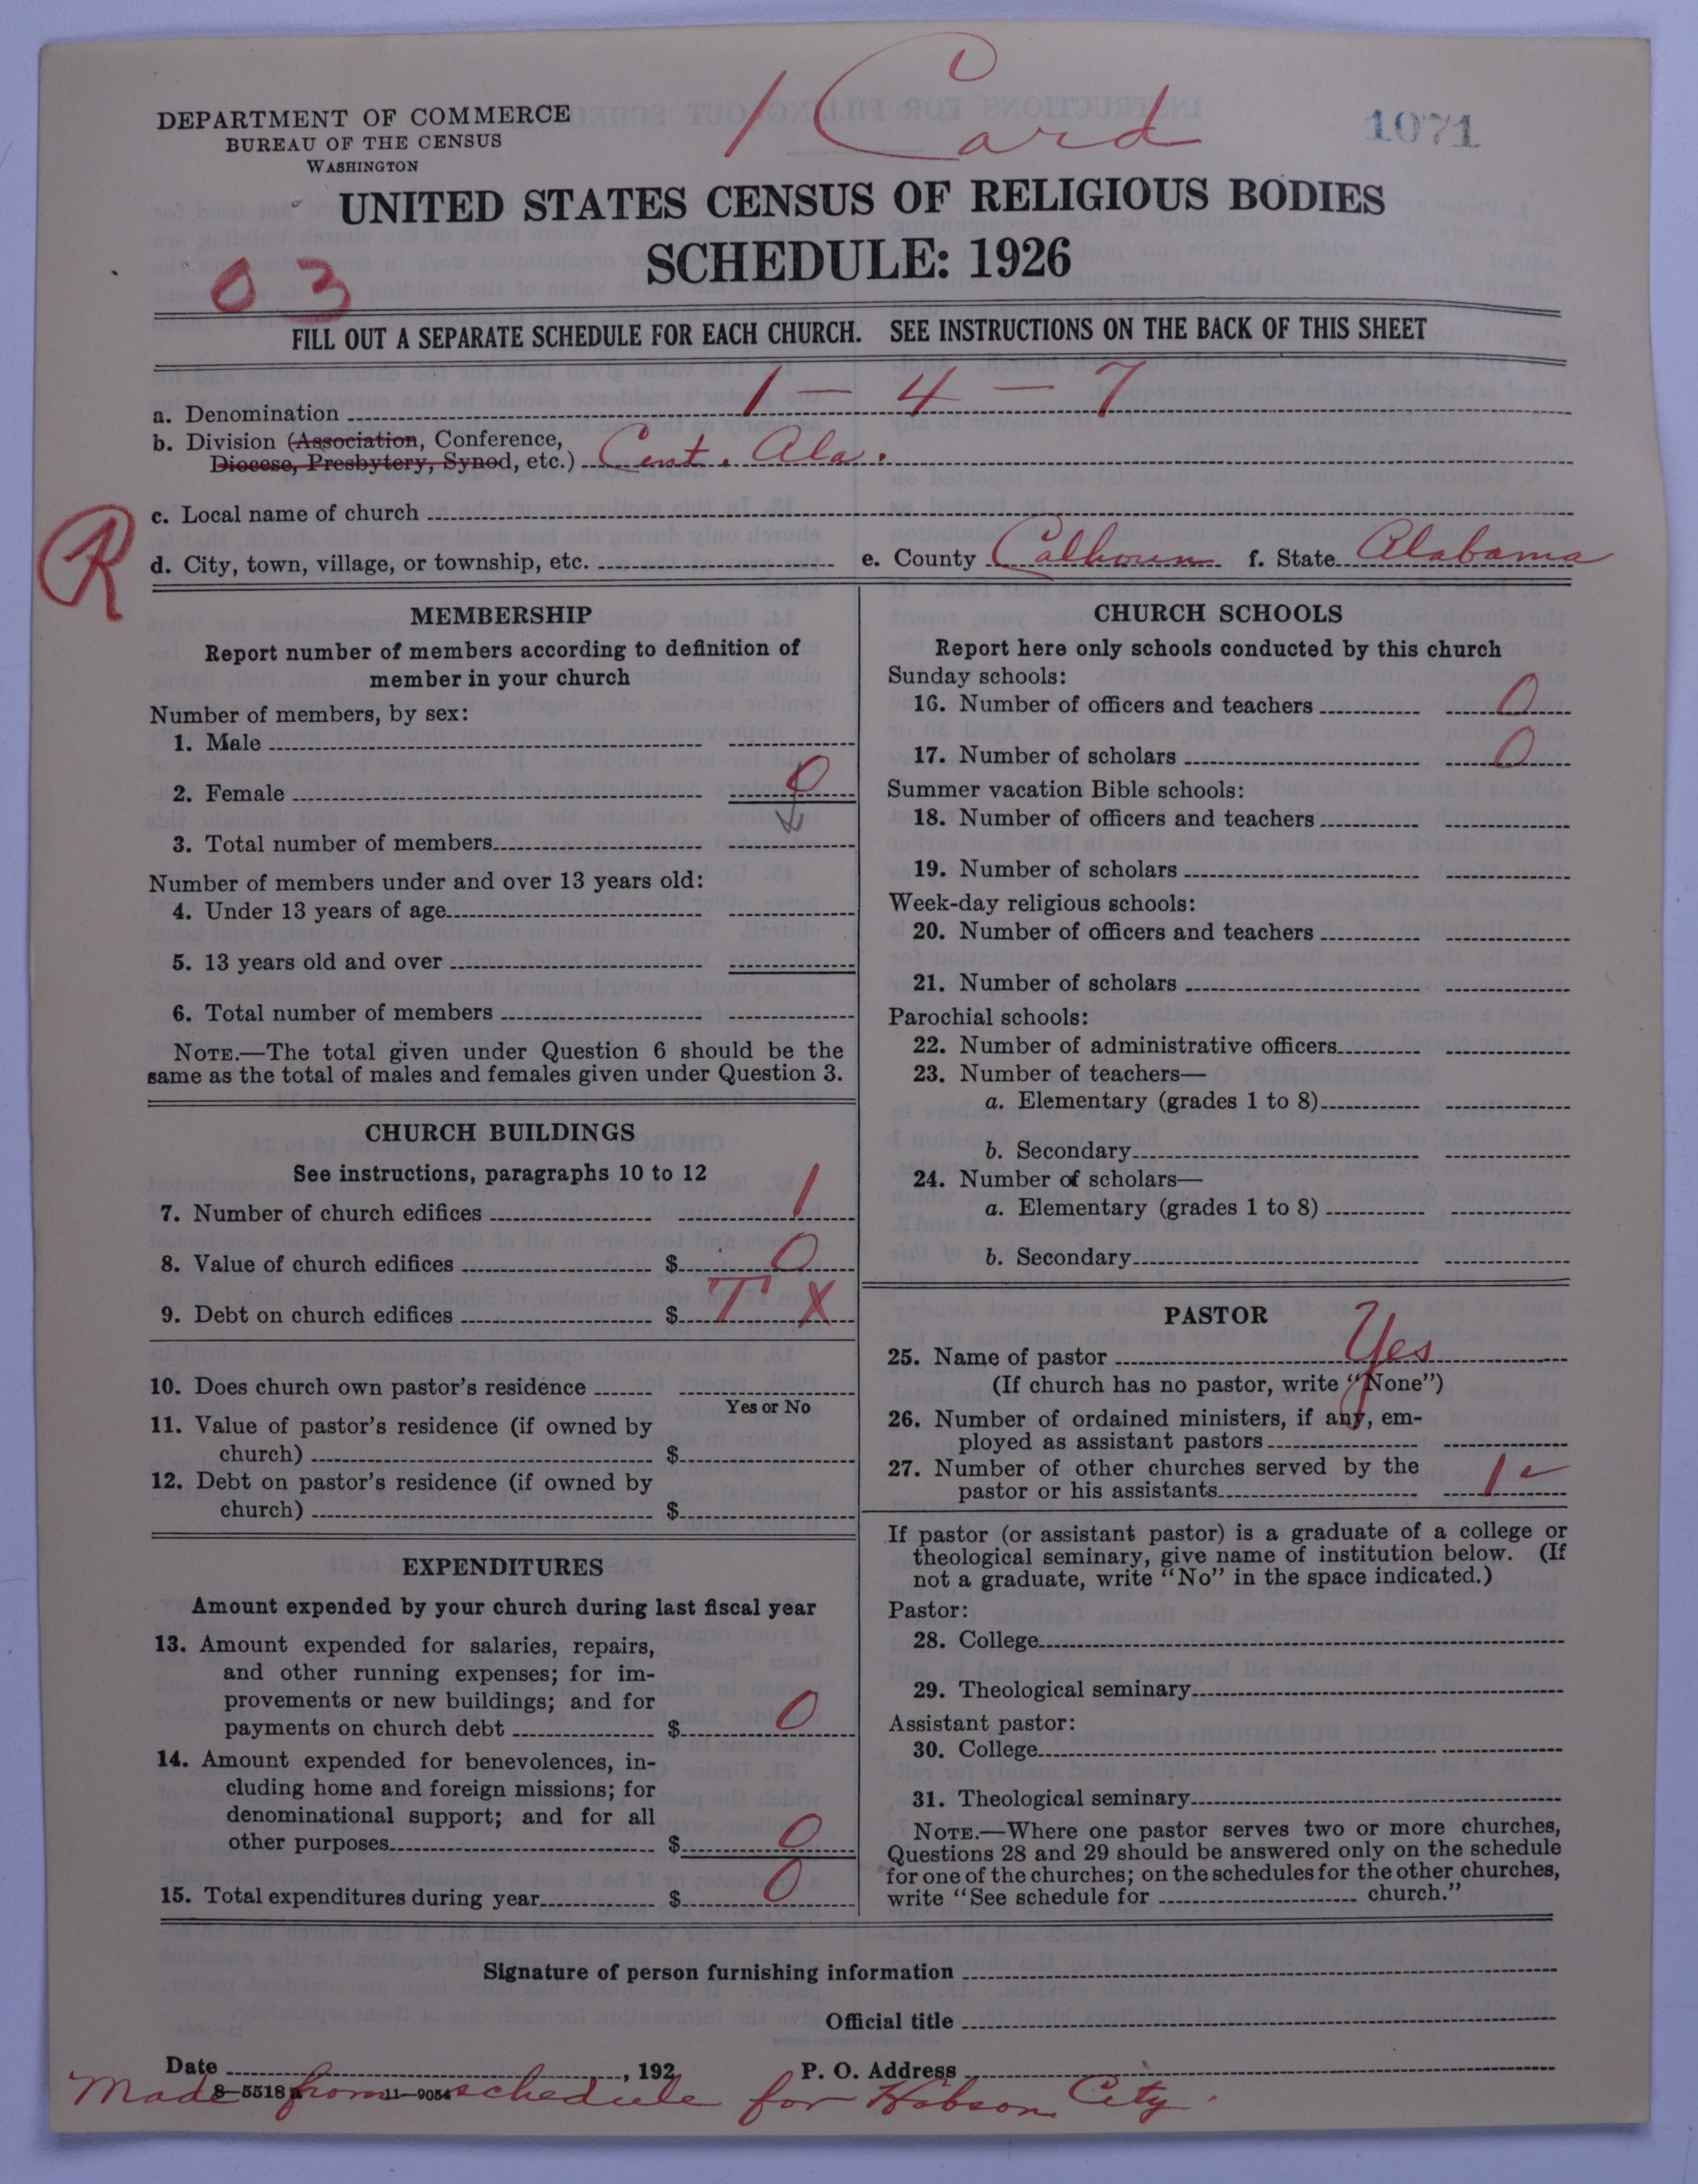 1 Card
1071
DEPARTMENT OF COMMERCE
BUREAU OF THE CENSUS
WASHINGTON
UNITED STATES CENSUS OF RELIGIOUS BODIES
SCHEDULE: 1926
03
FILL OUT A SEPARATE SCHEDULE FOR EACH CHURCH. SEE INSTRUCTIONS ON THE BACK OF THIS SHEET
a. Denomination 1 – 4 – 7
b. Division (Association, Conference,
Diocese, Presbytery, Synod, etc.) Cent. Ala.
c. Local name of church
R
d. City, town, village, or township, etc. e. County Calhoun f. State Alabama
MEMBERSHIP
Report number of members according to definition of
member in your church
Number of members, by sex:
1. Male
2. Female 0
3. Total number of members
Number of members under and over 13 years old:
4. Under 13 years of age
5. 13 years old and over
6. Total number of members
NOTE.—The total given under Question 6 should be the
same as the total of males and females given under Question 3.
CHURCH BUILDINGS
See instructions, paragraphs 10 to 12
7. Number of church edifices 1
8. Value of church edifices $ 0
9. Debt on church edifices $ T X
10. Does church own pastor's residence
Yes or No
11. Value of pastor's residence (if owned by
church) $
12. Debt on pastor's residence (if owned by
church) $
EXPENDITURES
Amount expended by your church during last fiscal year
13. Amount expended for salaries, repairs,
and other running expenses; for im-
provements or new buildings; and for
payments on church debt $ 0
14. Amount expended for benevolences, in-
cluding home and foreign missions; for
denominational support; and for all
other purposes $ 0
15. Total expenditures during year $ 0
CHURCH SCHOOLS
Report here only schools conducted by this church
Sunday schools:
16. Number of officers and teachers 0
17. Number of scholars 0
Summer vacation Bible schools:
18. Number of officers and teachers
19. Number of scholars
Week-day religious schools:
20. Number of officers and teachers
21. Number of scholars
Parochial schools:
22. Number of administrative officers
23. Number of teachers—
a. Elementary (grades 1 to 8)
b. Secondary
24. Number of scholars—
a. Elementary (grades 1 to 8)
b. Secondary
PASTOR
25. Name of pastor Yes
(If church has no pastor, write "None")
26. Number of ordained ministers, if any, em-
ployed as assistant pastors
27. Number of other churches served by the
pastor or his assistants 1
If pastor (or assistant pastor) is a graduate of a college or
theological seminary, give name of institution below. (If
not a graduate, write "No" in the space indicated.)
Pastor:
28. College
29. Theological seminary
Assistant pastor:
30. College
31. Theological seminary
NOTE.—Where one pastor serves two or more churches,
Questions 28 and 29 should be answered only on the schedule
for one of the churches; on the schedules for the other churches,
write "See schedule for church."
Signature of person furnishing information
Official title
Date , 192 P. O. Address
8—5518 a 11—9054
Made from schedule for Hobson City.